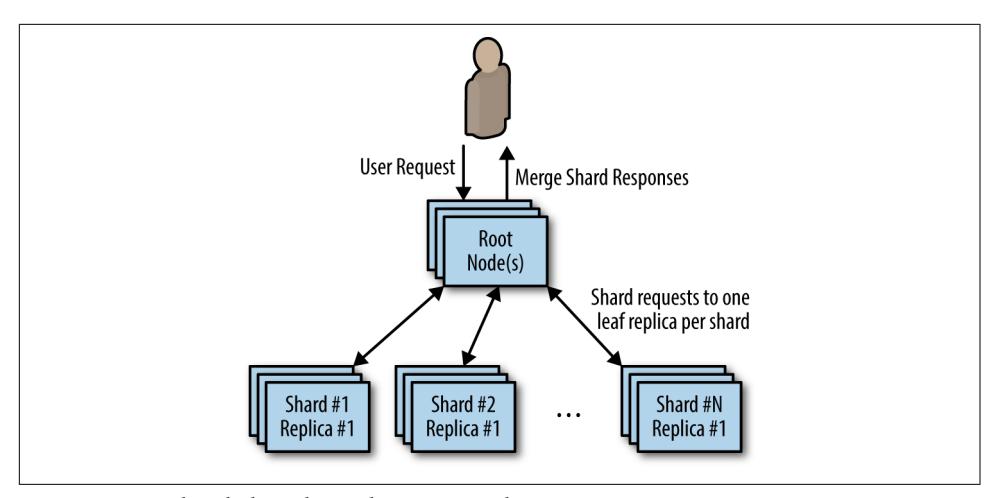 User Request
Merge Shard Responses
Root
Node(s)
Shard requests to one
leaf replica per shard
Shard #1
Replica #1
Shard #2
Replica #1
...
Shard #N
Replica #1